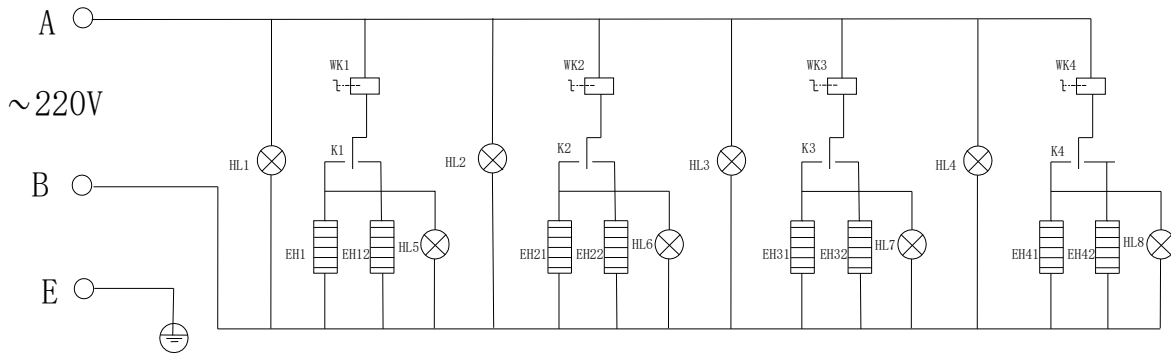 A
WK1 WK2 WK3 WK4
~220V
K1 K2 K3 K4
HL1 HL2 HL3 HL4
B
EH1 EH12 HL5 EH21 EH22 HL6 EH31 EH32 HL7 EH41 EH42 HL8
E